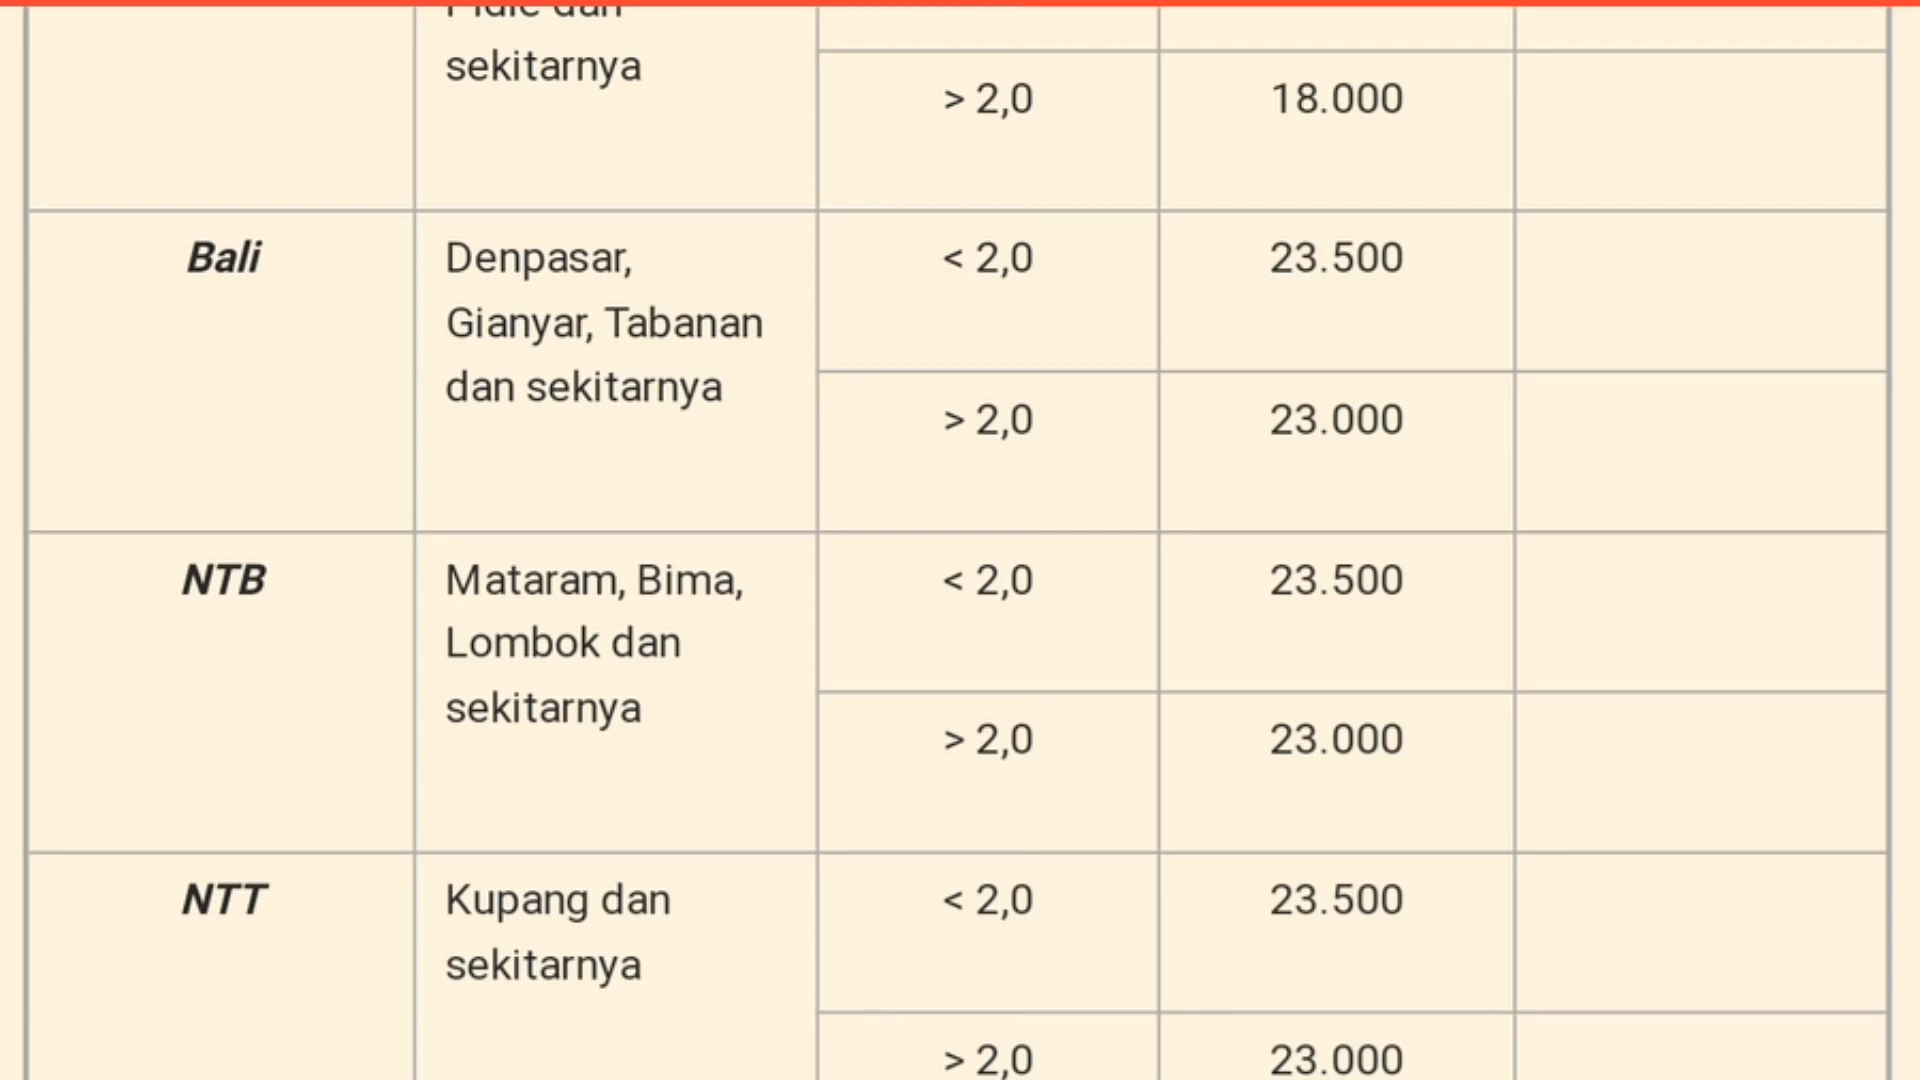 sekitarnya
> 2,0
18.000
Bali
Denpasar,
Gianyar, Tabanan
dan sekitarnya
< 2,0
23.500
> 2,0
23.000
NTB
Mataram, Bima,
Lombok dan
sekitarnya
< 2,0
23.500
> 2,0
23.000
NTT
Kupang dan
sekitarnya
< 2,0
23.500
> 2,0
23.000